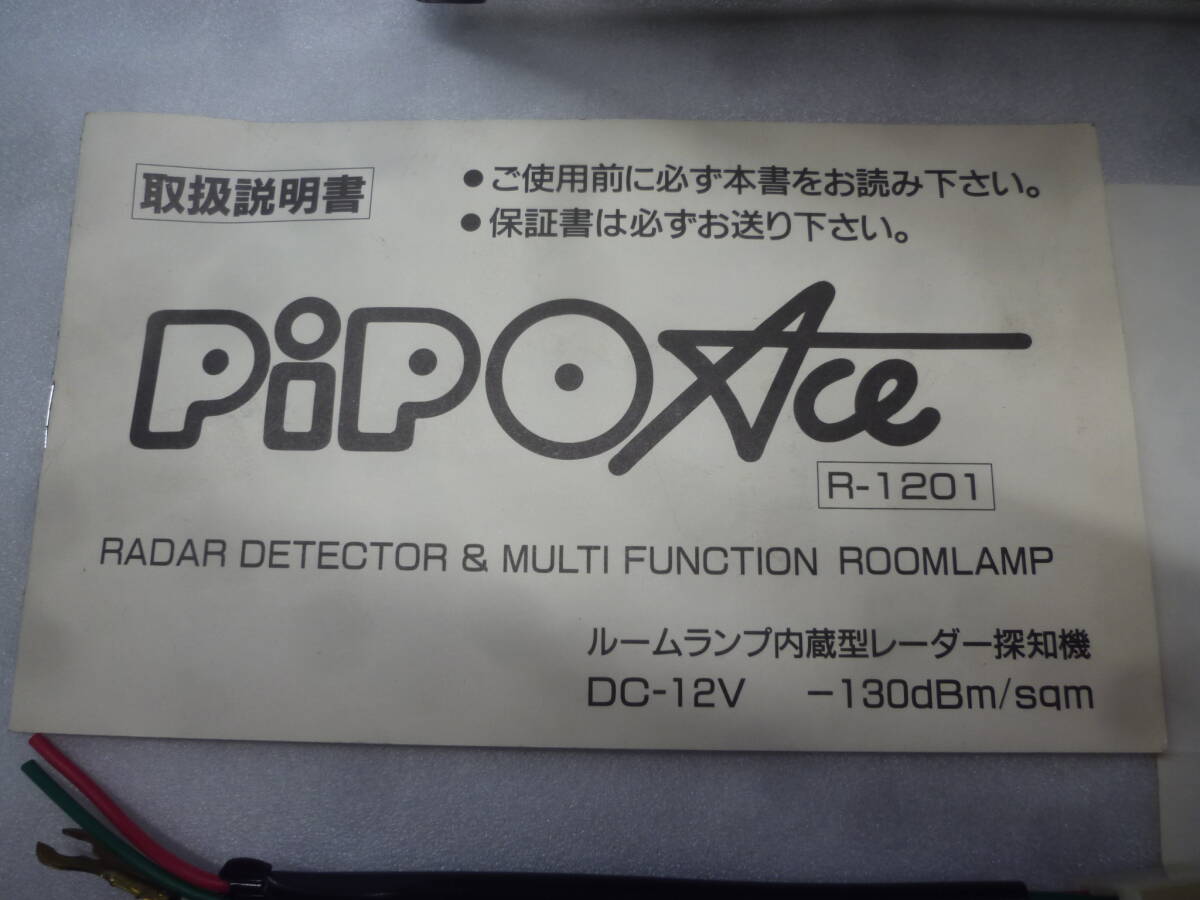 取扱説明書
●ご使用前に必ず本書をお読み下さい。
●保証書は必ずお送り下さい。
PiPO Ace
R-1201
RADAR DETECTOR & MULTI FUNCTION ROOMLAMP
ルームランプ内蔵型レーダー探知機
DC-12V －130dBm/sqm